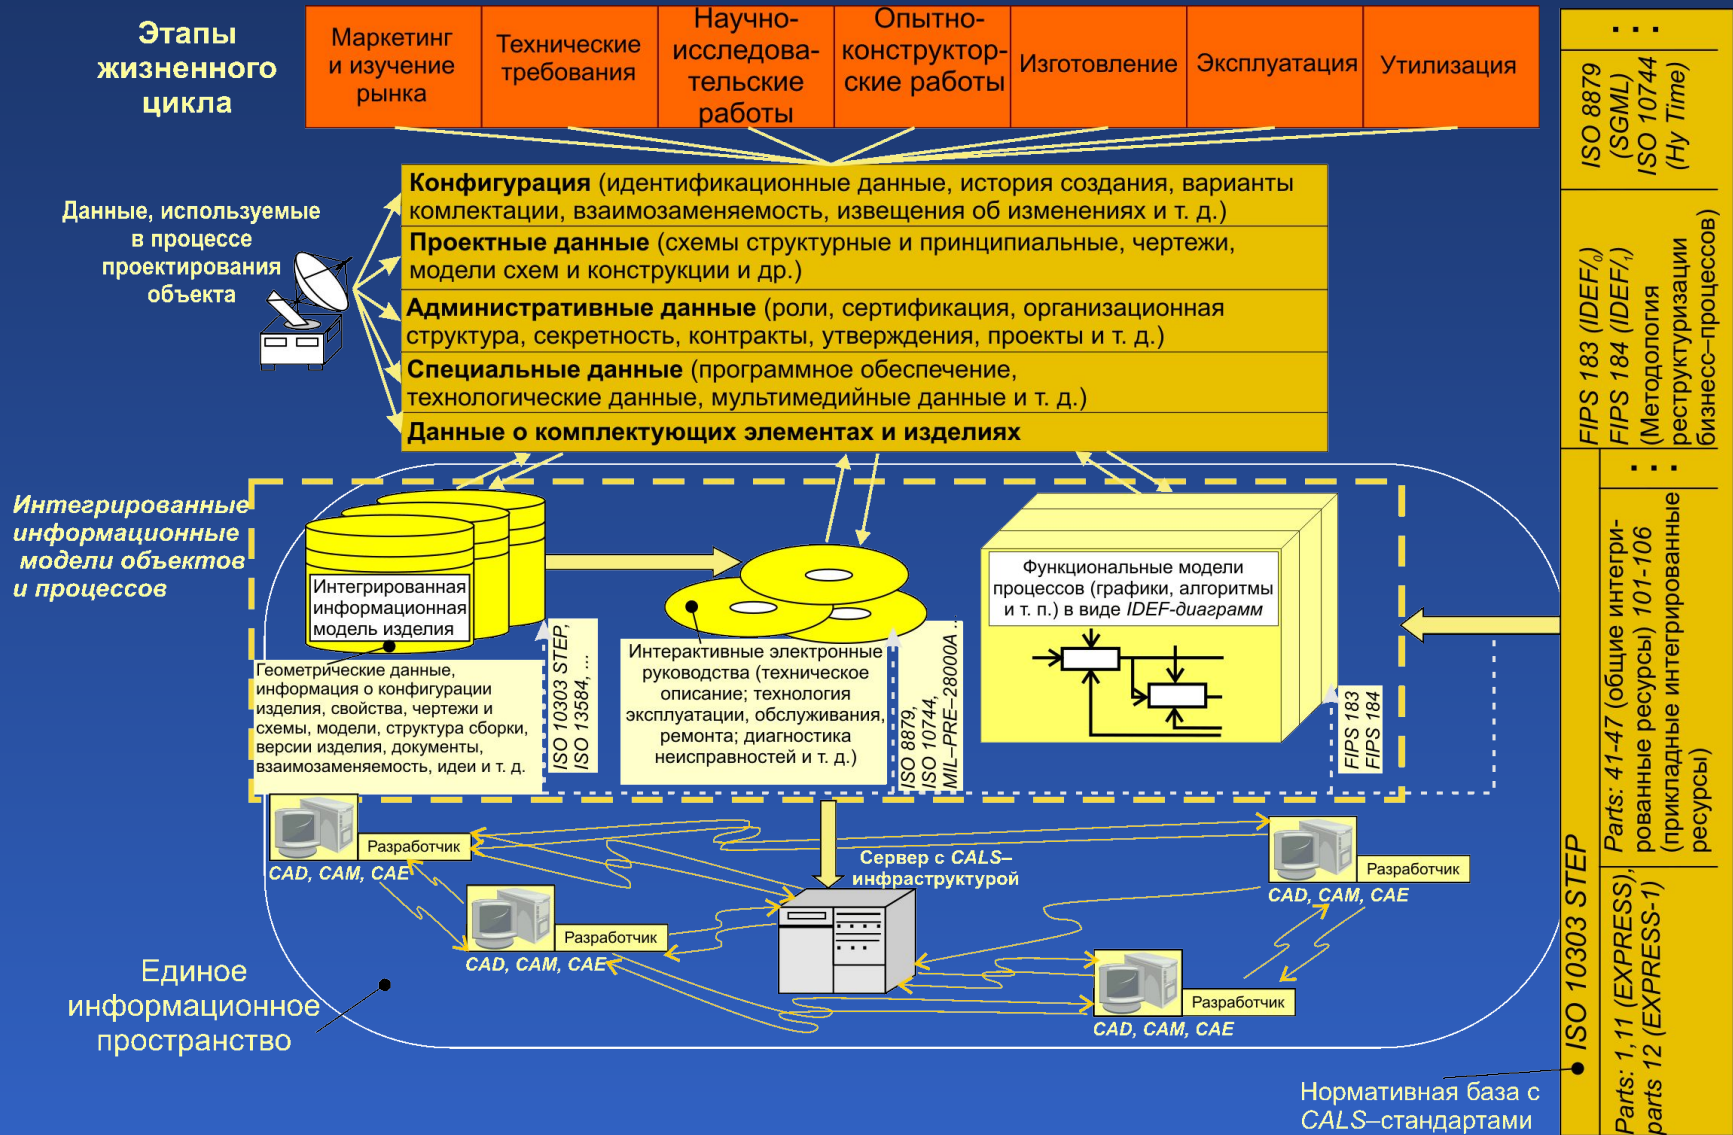 Этапы
жизненного
цикла
Маркетинг
и изучение
рынка
Технические
требования
Научно-
исследова-
тельские
работы
Опытно-
конструктор-
ские работы
Изготовление
Эксплуатация
Утилизация
Данные, используемые
в процессе
проектирования
объекта
Конфигурация (идентификационные данные, история создания, варианты
комлектации, взаимозаменяемость, извещения об изменениях и т. д.)
Проектные данные (схемы структурные и принципиальные, чертежи,
модели схем и конструкции и др.)
Административные данные (роли, сертификация, организационная
структура, секретность, контракты, утверждения, проекты и т. д.)
Специальные данные (программное обеспечение,
технологические данные, мультимедийные данные и т. д.)
Данные о комплектующих элементах и изделиях
Интегрированные
информационные
модели объектов
и процессов
Интегрированная
информационная
модель изделия
Геометрические данные,
информация о конфигурации
изделия, свойства, чертежи и
схемы, модели, структура сборки,
версии изделия, документы,
взаимозаменяемость, идеи и т. д.
ISO 10303 STEP,
ISO 13584, ...
Интерактивные электронные
руководства (техническое
описание; технология
эксплуатации, обслуживания,
ремонта; диагностика
неисправностей и т. д.)
ISO 8879,
ISO 10744,
MIL–PRE–28000A ..
Функциональные модели
процессов (графики, алгоритмы
и т. п.) в виде IDEF-диаграмм
FIPS 183
FIPS 184
Разработчик
CAD, CAM, CAE
Разработчик
CAD, CAM, CAE
Сервер с CALS–
инфраструктурой
Разработчик
CAD, CAM, CAE
Разработчик
CAD, CAM, CAE
Единое
информационное
пространство
Нормативная база с
CALS–стандартами
. . .
ISO 8879
(SGML)
ISO 10744
(Hy Time)
FIPS 183 (IDEF/0)
FIPS 184 (IDEF/1)
(Методология
реструктуризации
бизнесс–процессов)
ISO 10303 STEP
. . .
Parts: 41-47 (общие интегри-
рованные ресурсы) 101-106
(прикладные интегрированные
ресурсы)
Parts: 1,11 (EXPRESS),
parts 12 (EXPRESS-1)